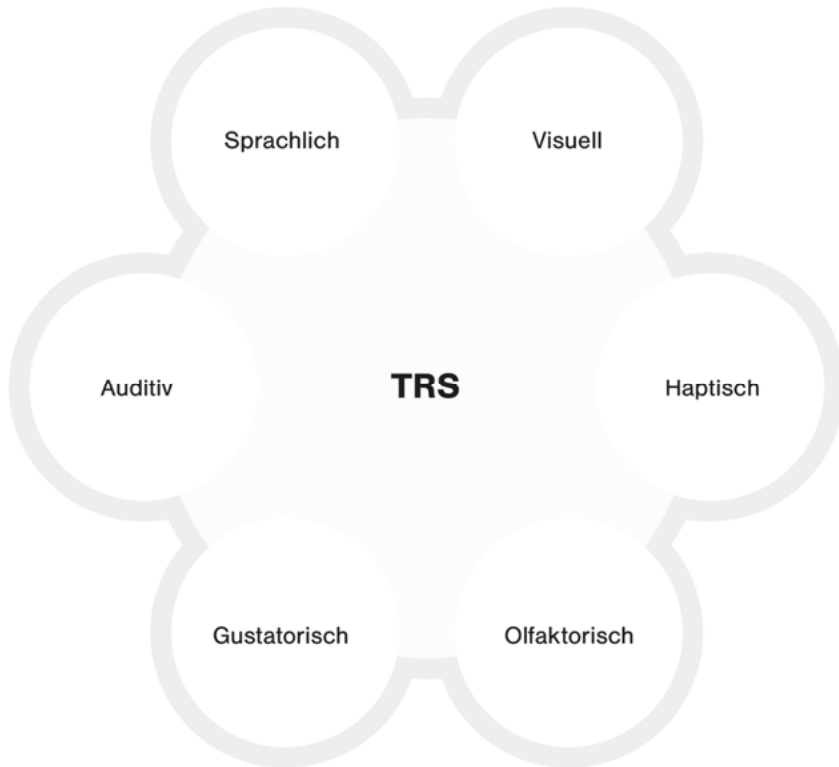 Sprachlich
Visuell
Auditiv
TRS
Haptisch
Gustatorisch
Olfaktorisch